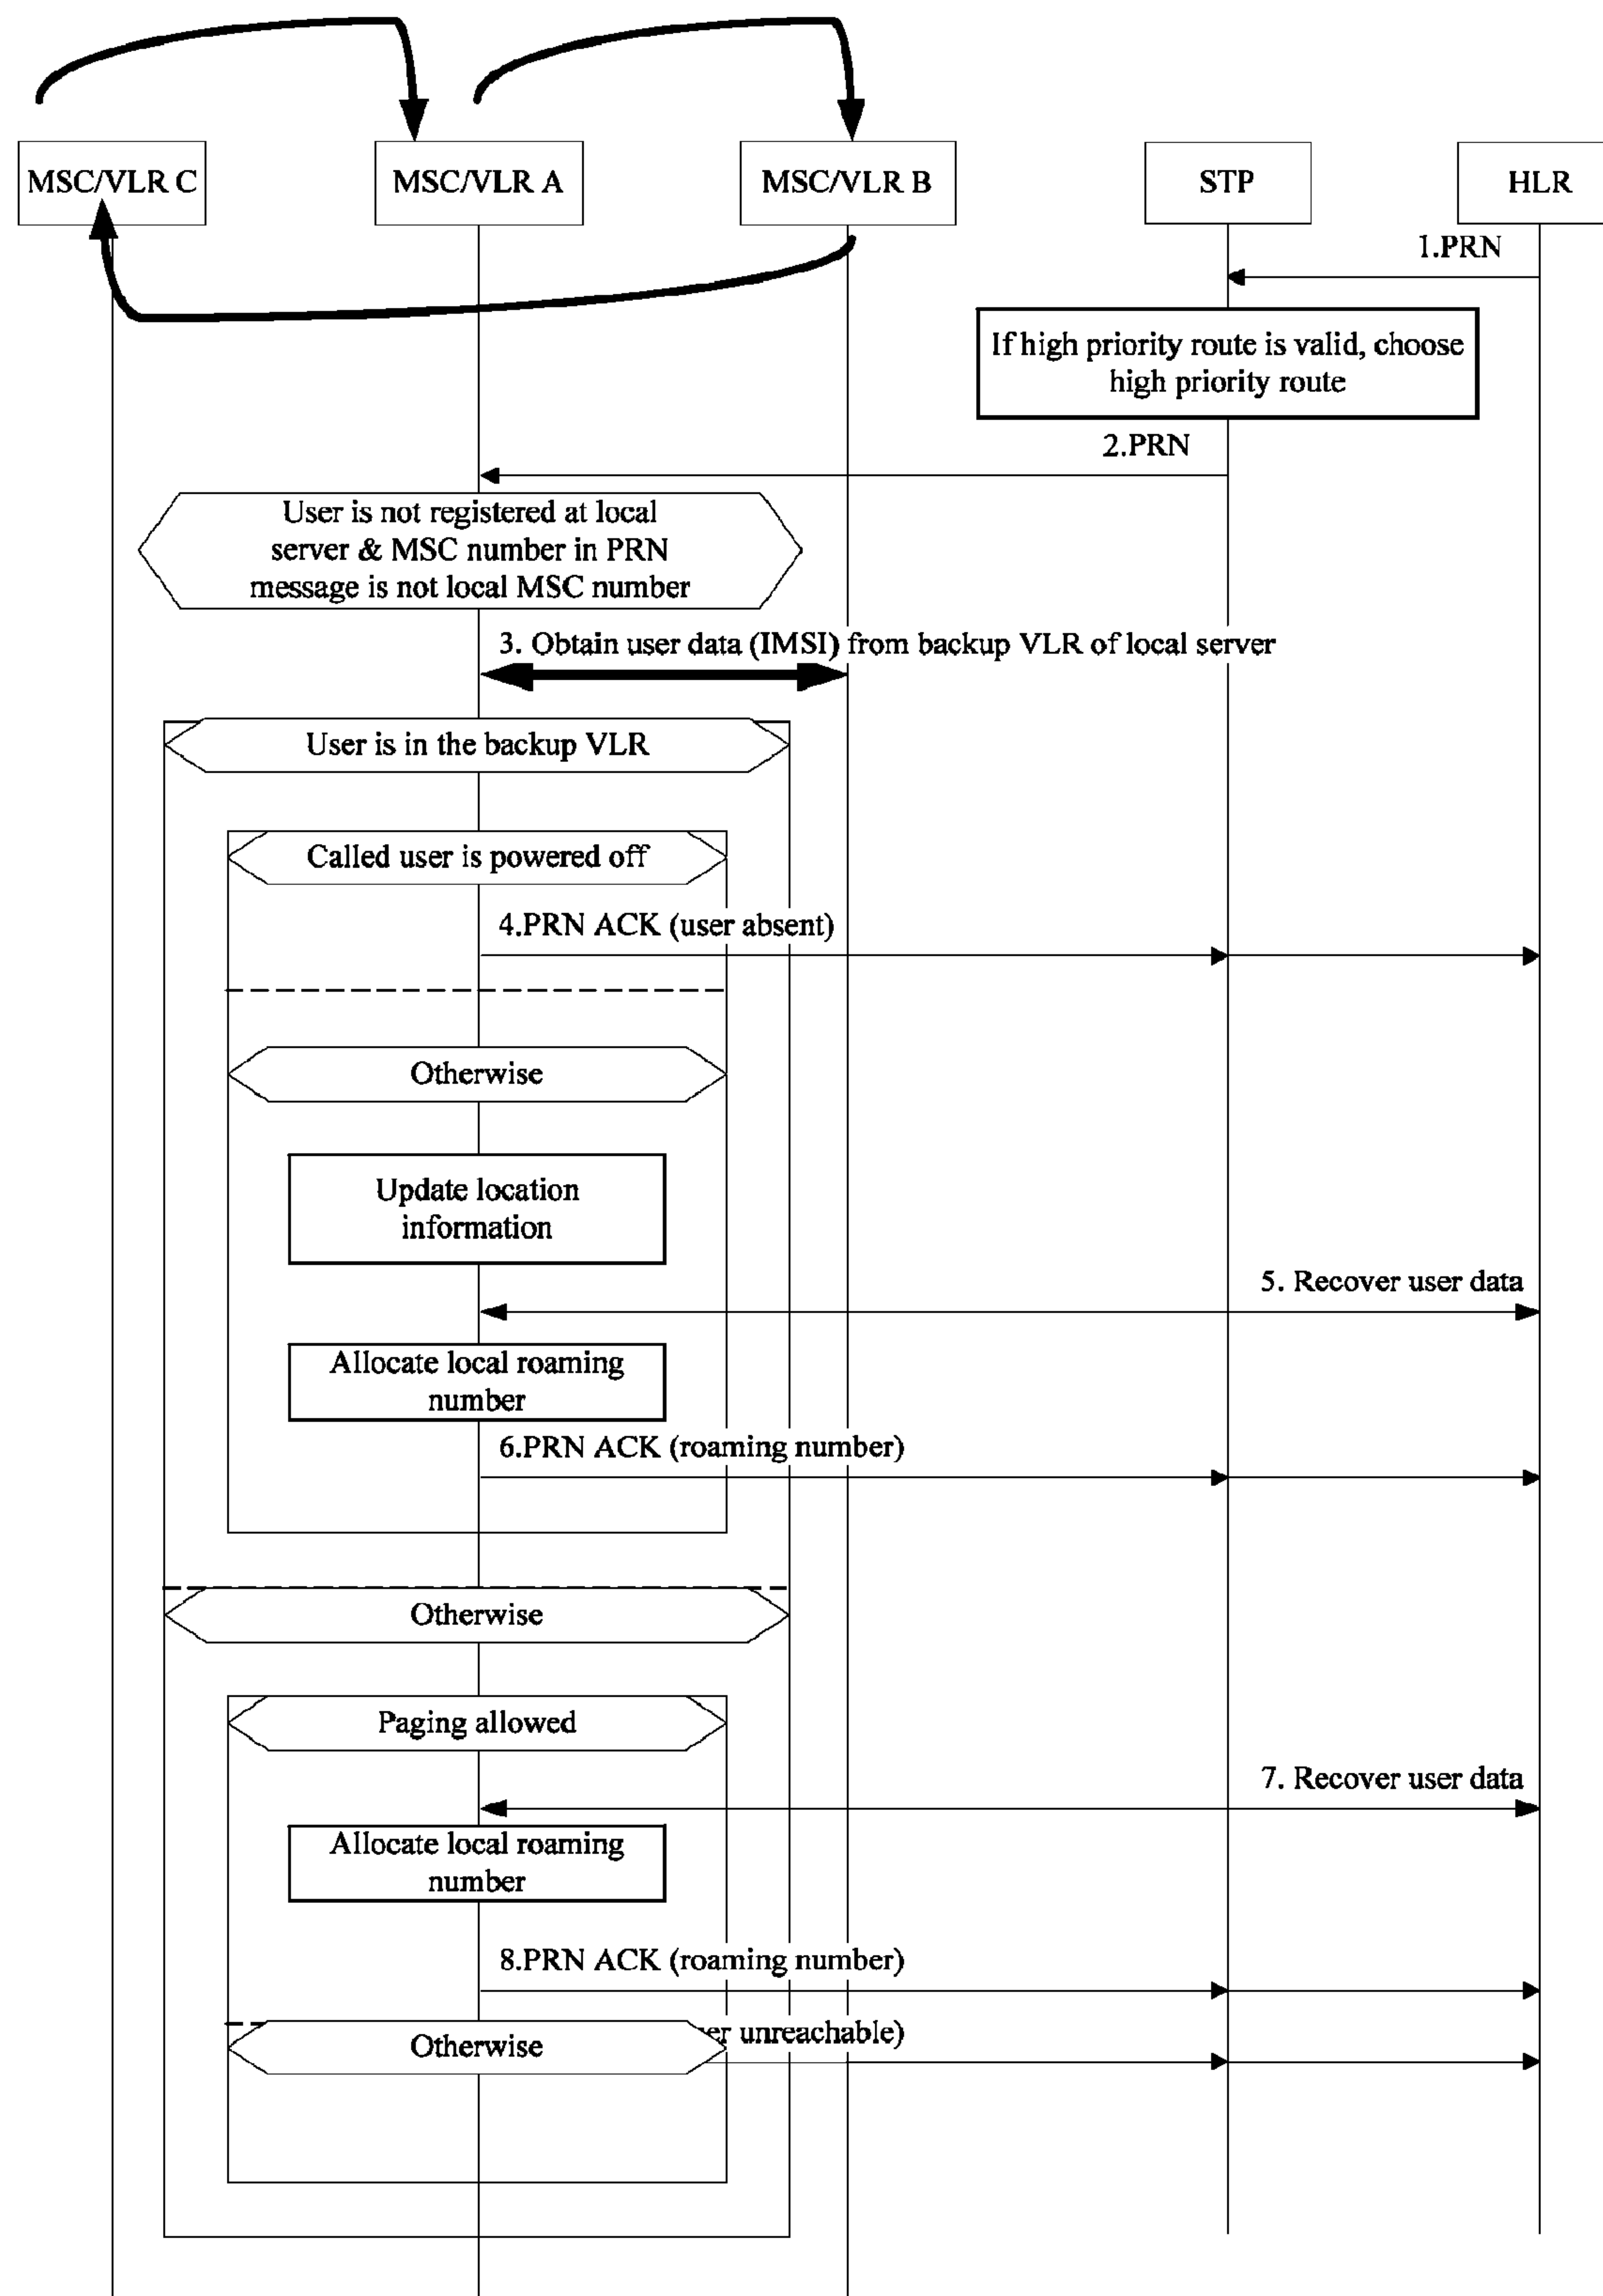 MSC/VLR C
MSC/VLR A
MSC/VLR B
STP
HLR
1.PRN
If high priority route is valid, choose
high priority route
2.PRN
User is not registered at local
server & MSC number in PRN
message is not local MSC number
3. Obtain user data (IMSI) from backup VLR of local server
User is in the backup VLR
Called user is powered off
4.PRN ACK (user absent)
Otherwise
Update location
information
5. Recover user data
Allocate local roaming
number
6.PRN ACK (roaming number)
Otherwise
Paging allowed
7. Recover user data
Allocate local roaming
number
8.PRN ACK (roaming number)
unreachable)
Otherwise